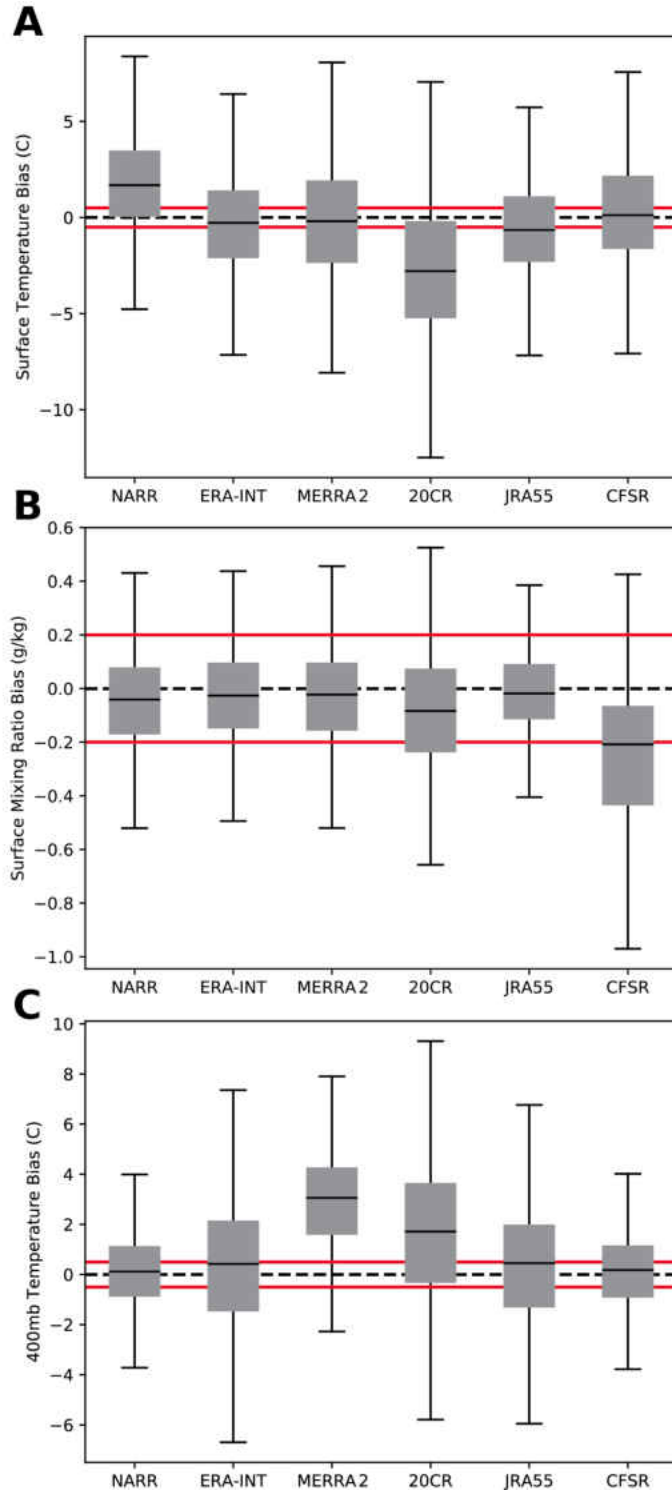 A
Surface Temperature Bias (C)
5
0
−5
−10
NARR ERA-INT MERRA2 20CR JRA55 CFSR
B
Surface Mixing Ratio Bias (g/kg)
0.6
0.4
0.2
0.0
−0.2
−0.4
−0.6
−0.8
−1.0
NARR ERA-INT MERRA2 20CR JRA55 CFSR
C
400mb Temperature Bias (C)
10
8
6
4
2
0
−2
−4
−6
NARR ERA-INT MERRA2 20CR JRA55 CFSR